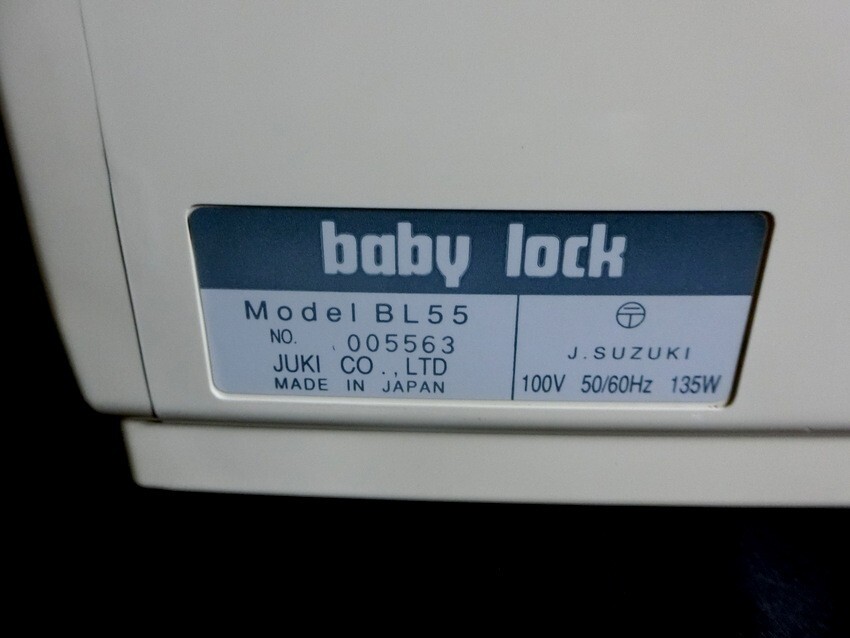 baby lock
Model BL55
NO. 005563
JUKI CO., LTD
MADE IN JAPAN
〒
J. SUZUKI
100V 50/60Hz 135W